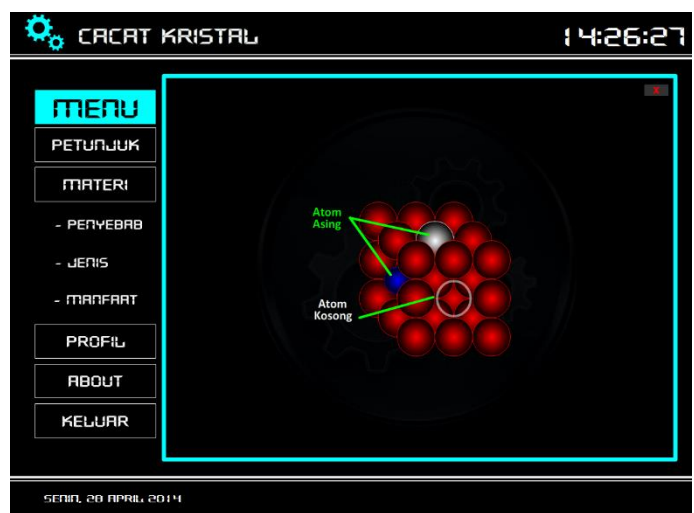 CACAT KRISTAL
14:26:27
MENU
PETUNJUK
MATERI
- PENYEBAB
- JENIS
- MANFAAT
PROFIL
ABOUT
KELUAR
X
Atom
Asing
Atom
Kosong
SENIN, 28 APRIL 2014